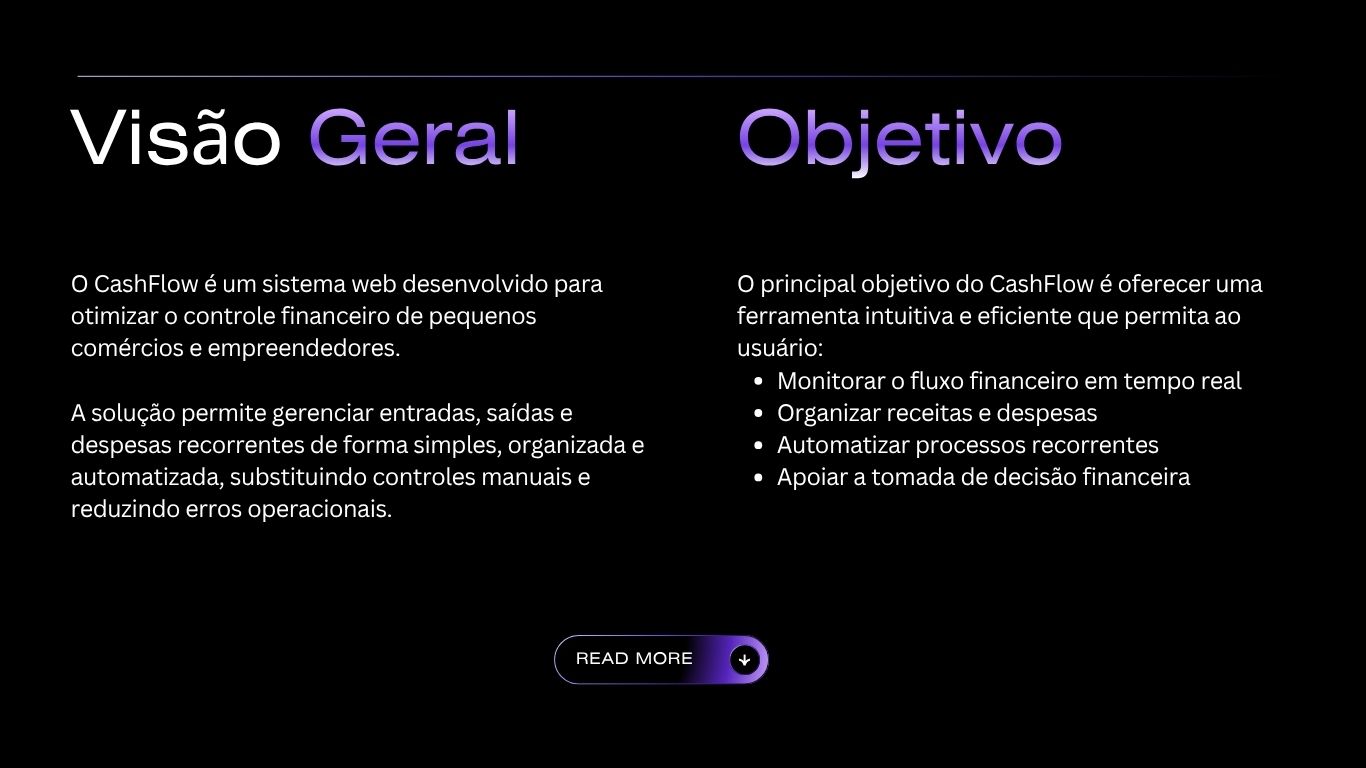 Visão Geral
O CashFlow é um sistema web desenvolvido para
otimizar o controle financeiro de pequenos
comércios e empreendedores.
A solução permite gerenciar entradas, saídas e
despesas recorrentes de forma simples, organizada e
automatizada, substituindo controles manuais e
reduzindo erros operacionais.
Objetivo
O principal objetivo do CashFlow é oferecer uma
ferramenta intuitiva e eficiente que permita ao
usuário:
• Monitorar o fluxo financeiro em tempo real
• Organizar receitas e despesas
• Automatizar processos recorrentes
• Apoiar a tomada de decisão financeira
READ MORE